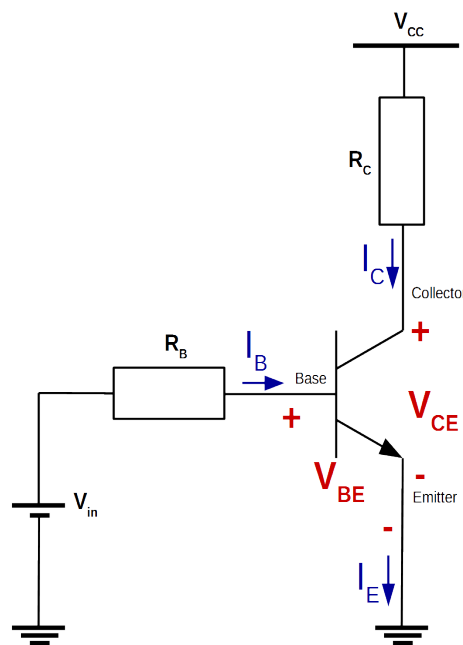 VCC
RC
IC
Collecto
+
RB
IB
Base
+
VCE
VBE
-
Emitter
Vin
-
IE